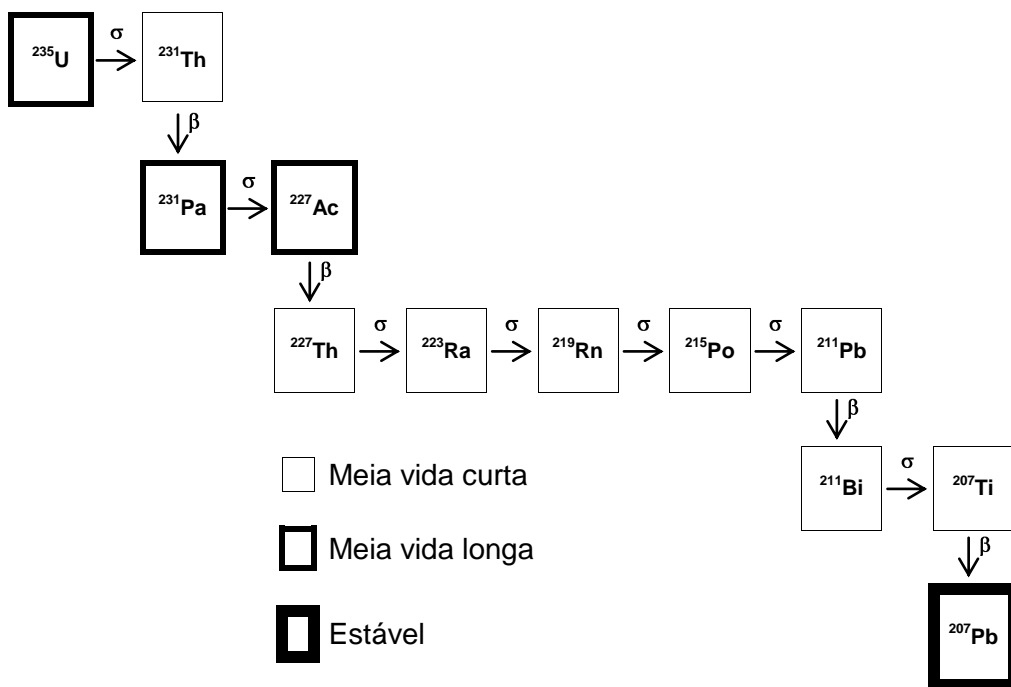 σ
²³⁵U ²³¹Th
β
σ
²³¹Pa ²²⁷Ac
β
σ σ σ σ
²²⁷Th ²²³Ra ²¹⁹Rn ²¹⁵Po ²¹¹Pb
β
σ
²¹¹Bi ²⁰⁷Ti
Meia vida curta
β
Meia vida longa
²⁰⁷Pb
Estável